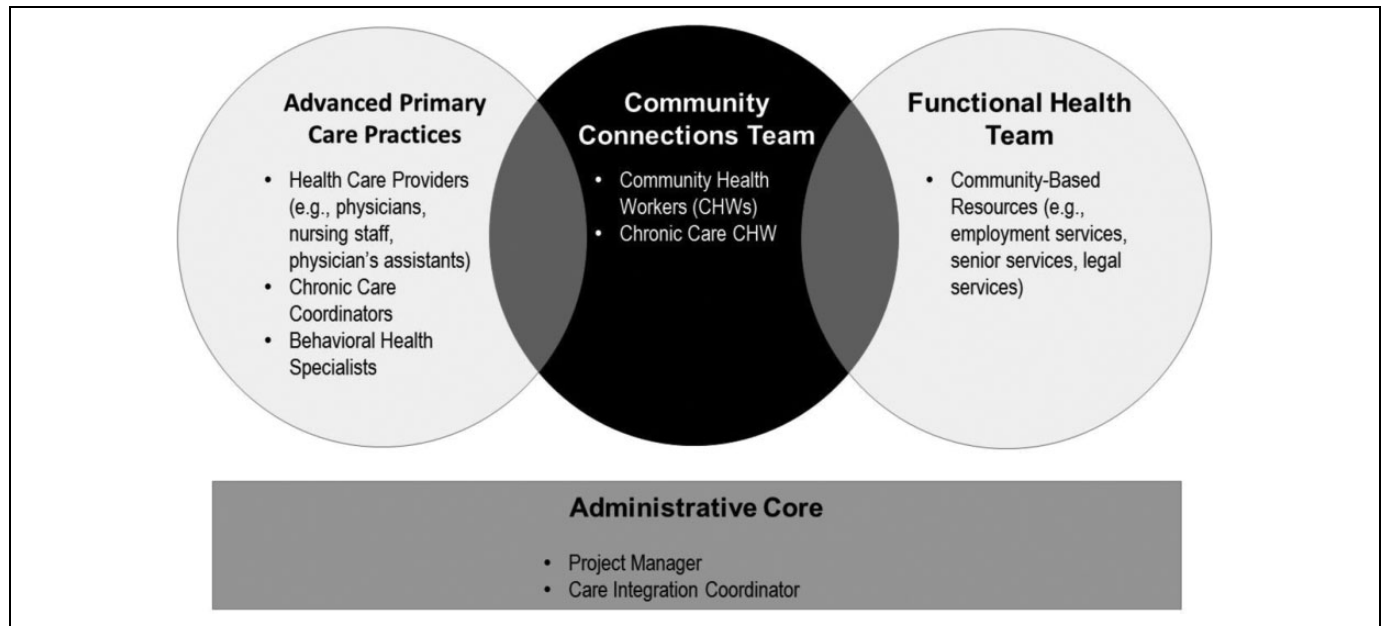 Advanced Primary
Care Practices
• Health Care Providers
(e.g., physicians,
nursing staff,
physician's assistants)
• Chronic Care
Coordinators
• Behavioral Health
Specialists
Community
Connections Team
• Community Health
Workers (CHWs)
• Chronic Care CHW
Functional Health
Team
• Community-Based
Resources (e.g.,
employment services,
senior services, legal
services)
Administrative Core
• Project Manager
• Care Integration Coordinator